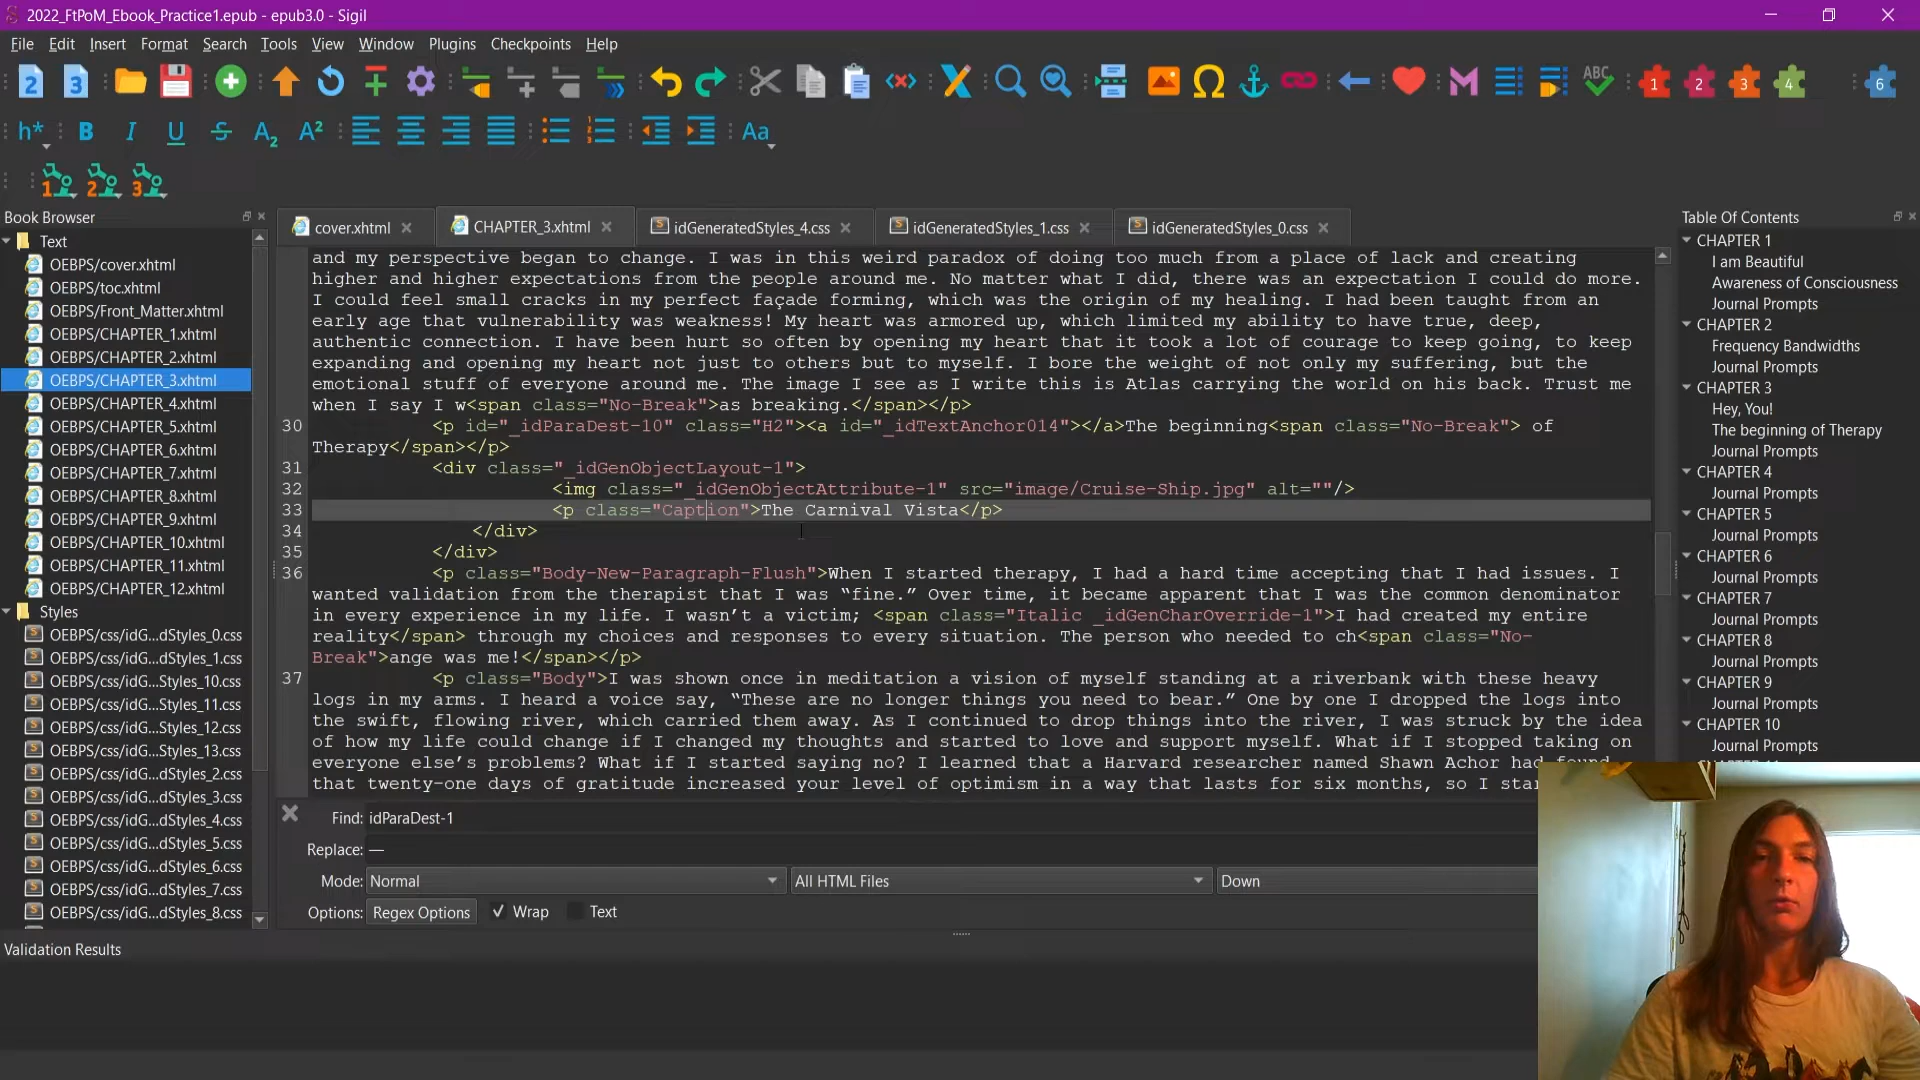 2022_FtPoM_Ebook_Practice1.epub - epub3.0 - Sigil
File Edit Insert Format Search Tools View Window Plugins Checkpoints Help
2 3 ABC 1 2 3 4 6
h* B I U S A2 A² Aa
1 2 3
Book Browser
Text
OEBPS/cover.xhtml
OEBPS/toc.xhtml
OEBPS/Front_Matter.xhtml
OEBPS/CHAPTER_1.xhtml
OEBPS/CHAPTER_2.xhtml
OEBPS/CHAPTER_3.xhtml
OEBPS/CHAPTER_4.xhtml
OEBPS/CHAPTER_5.xhtml
OEBPS/CHAPTER_6.xhtml
OEBPS/CHAPTER_7.xhtml
OEBPS/CHAPTER_8.xhtml
OEBPS/CHAPTER_9.xhtml
OEBPS/CHAPTER_10.xhtml
OEBPS/CHAPTER_11.xhtml
OEBPS/CHAPTER_12.xhtml
Styles
OEBPS/css/idG...dStyles_0.css
OEBPS/css/idG...dStyles_1.css
OEBPS/css/idG...Styles_10.css
OEBPS/css/idG...Styles_11.css
OEBPS/css/idG...Styles_12.css
OEBPS/css/idG...Styles_13.css
OEBPS/css/idG...dStyles_2.css
OEBPS/css/idG...dStyles_3.css
OEBPS/css/idG...dStyles_4.css
OEBPS/css/idG...dStyles_5.css
OEBPS/css/idG...dStyles_6.css
OEBPS/css/idG...dStyles_7.css
OEBPS/css/idG...dStyles_8.css
cover.xhtml CHAPTER_3.xhtml idGeneratedStyles_4.css idGeneratedStyles_1.css idGeneratedStyles_0.css
and my perspective began to change. I was in this weird paradox of doing too much from a place of lack and creating
higher and higher expectations from the people around me. No matter what I did, there was an expectation I could do more.
I could feel small cracks in my perfect façade forming, which was the origin of my healing. I had been taught from an
early age that vulnerability was weakness! My heart was armored up, which limited my ability to have true, deep,
authentic connection. I have been hurt so often by opening my heart that it took a lot of courage to keep going, to keep
expanding and opening my heart not just to others but to myself. I bore the weight of not only my suffering, but the
emotional stuff of everyone around me. The image I see as I write this is Atlas carrying the world on his back. Trust me
when I say I w<span class="No-Break">as breaking.</span></p>
30 <p id="_idParaDest-10" class="H2"><a id="_idTextAnchor014"></a>The beginning<span class="No-Break"> of
Therapy</span></p>
31 <div class="_idGenObjectLayout-1">
32 <img class="_idGenObjectAttribute-1" src="image/Cruise-Ship.jpg" alt=""/>
33 <p class="Caption">The Carnival Vista</p>
34 </div>
35 </div>
36 <p class="Body-New-Paragraph-Flush">When I started therapy, I had a hard time accepting that I had issues. I
wanted validation from the therapist that I was “fine.” Over time, it became apparent that I was the common denominator
in every experience in my life. I wasn’t a victim; <span class="Italic _idGenCharOverride-1">I had created my entire
reality</span> through my choices and responses to every situation. The person who needed to ch<span class="No-
Break">ange was me!</span></p>
37 <p class="Body">I was shown once in meditation a vision of myself standing at a riverbank with these heavy
logs in my arms. I heard a voice say, “These are no longer things you need to bear.” One by one I dropped the logs into
the swift, flowing river, which carried them away. As I continued to drop things into the river, I was struck by the idea
of how my life could change if I changed my thoughts and started to love and support myself. What if I stopped taking on
everyone else’s problems? What if I started saying no? I learned that a Harvard researcher named Shawn Achor had found
that twenty-one days of gratitude increased your level of optimism in a way that lasts for six months, so I
Find: idParaDest-1
Replace: —
Mode: Normal All HTML Files Down
Options: Regex Options Wrap Text
Validation Results
Table Of Contents
CHAPTER 1
I am Beautiful
Awareness of Consciousness
Journal Prompts
CHAPTER 2
Frequency Bandwidths
Journal Prompts
CHAPTER 3
Hey, You!
The beginning of Therapy
Journal Prompts
CHAPTER 4
Journal Prompts
CHAPTER 5
Journal Prompts
CHAPTER 6
Journal Prompts
CHAPTER 7
Journal Prompts
CHAPTER 8
Journal Prompts
CHAPTER 9
Journal Prompts
CHAPTER 10
Journal Prompts